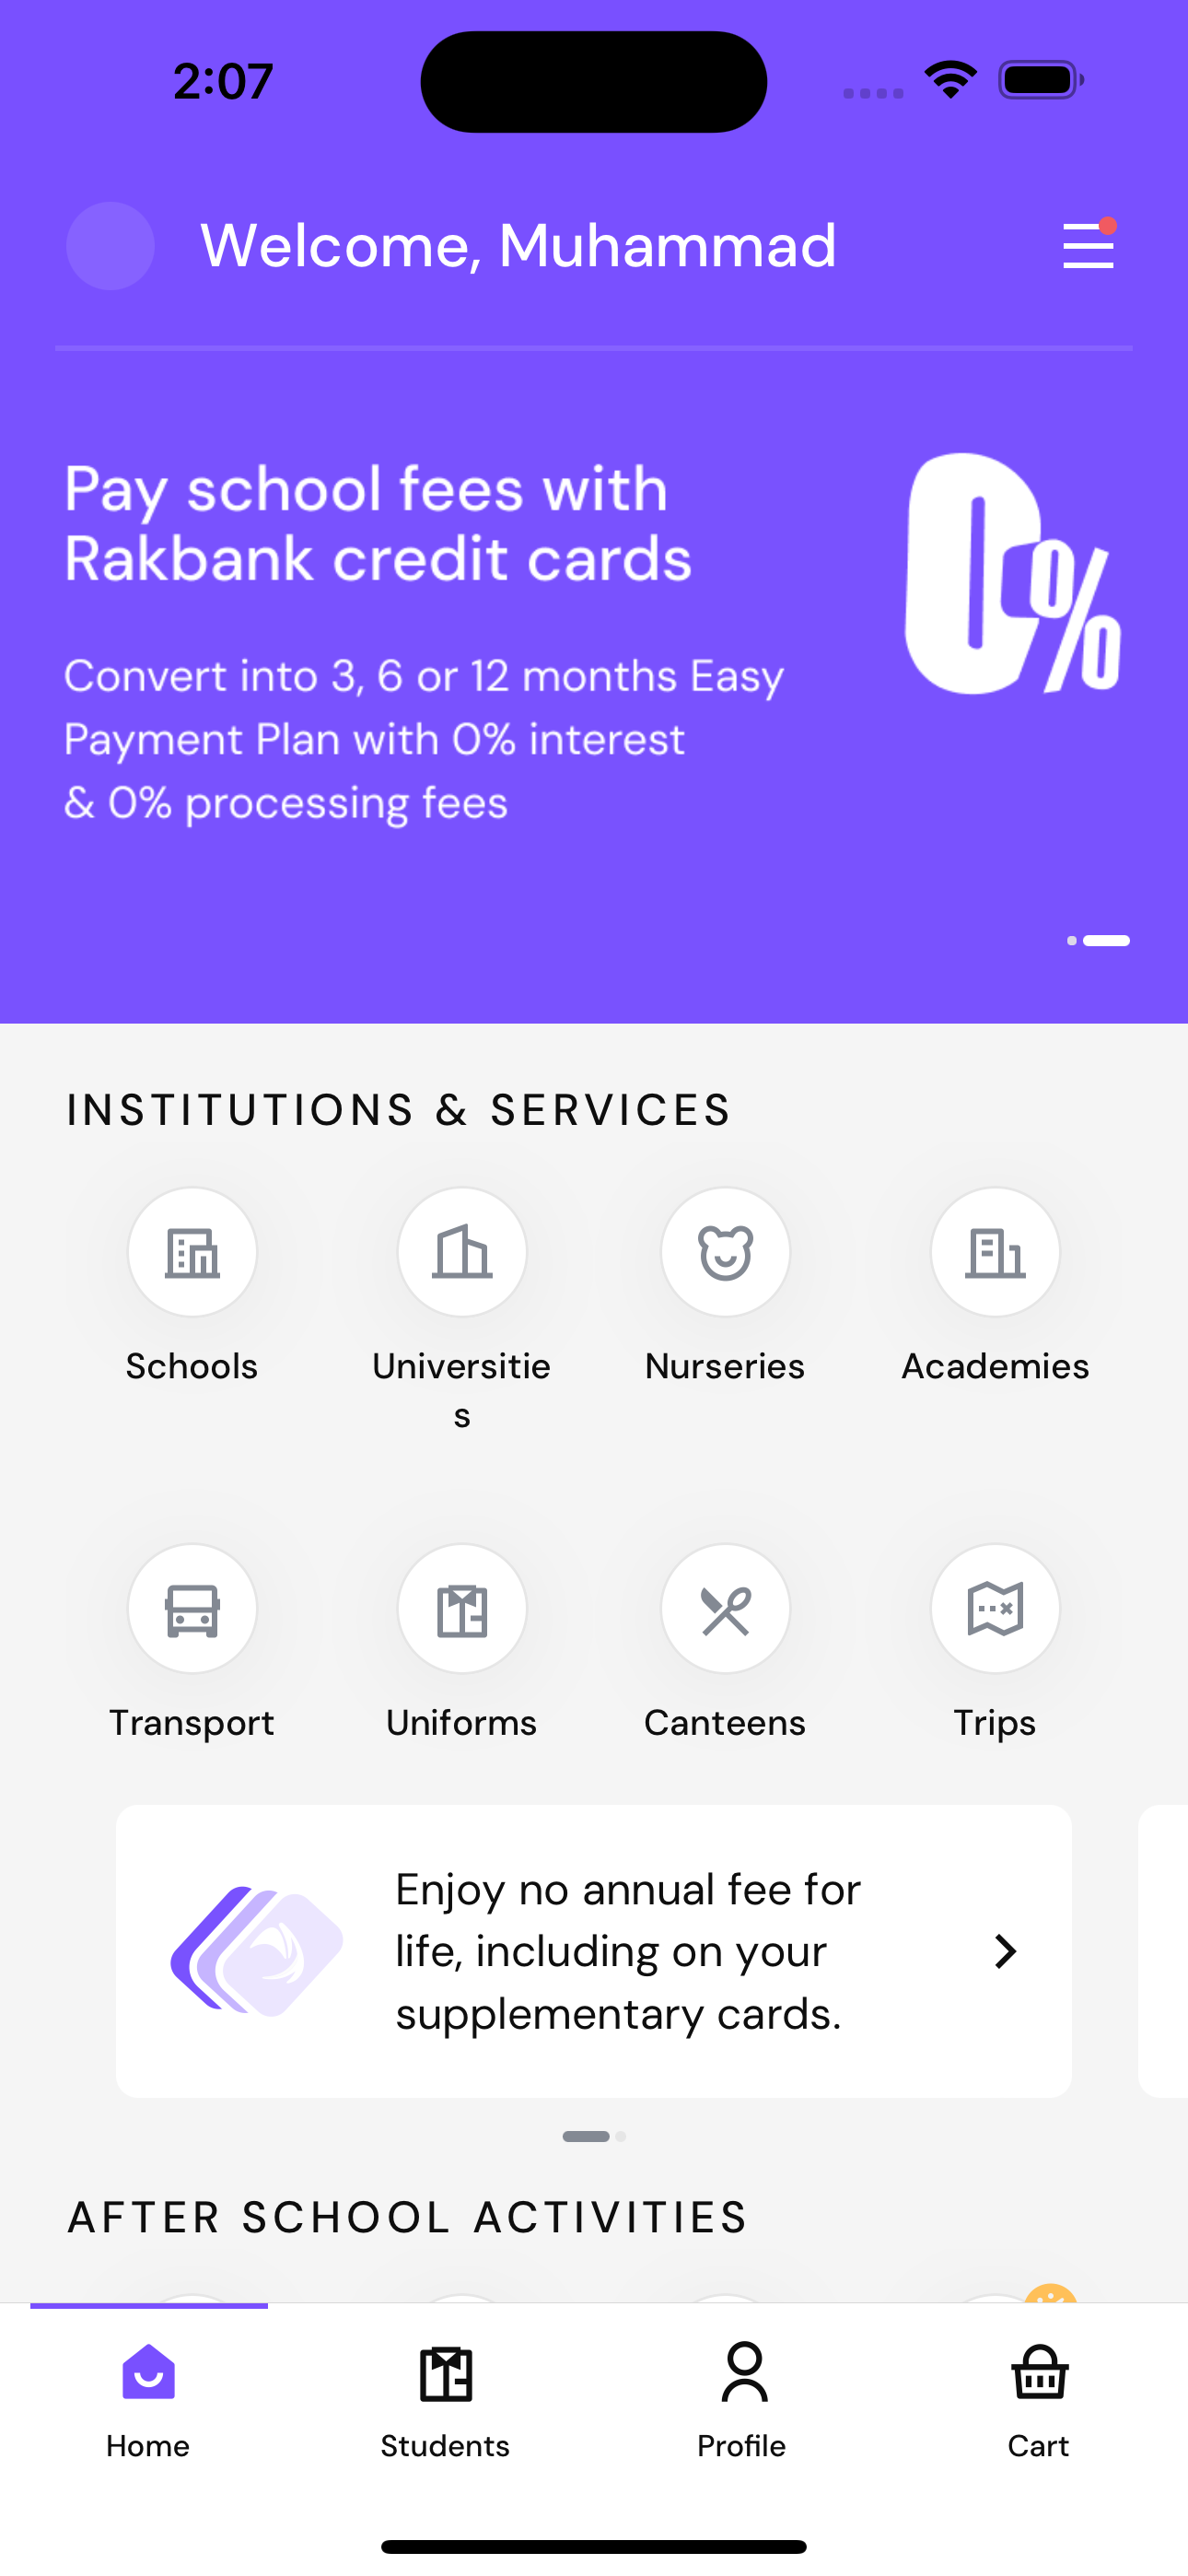 2:07
Welcome, Muhammad
Pay school fees with
Rakbank credit cards
0%
Convert into 3, 6 or 12 months Easy
Payment Plan with 0% interest
& 0% processing fees
INSTITUTIONS & SERVICES
Schools
Universitie
s
Nurseries
Academies
Transport
Uniforms
Canteens
Trips
Enjoy no annual fee for
life, including on your
supplementary cards.
AFTER SCHOOL ACTIVITIES
Home
Students
Profile
Cart